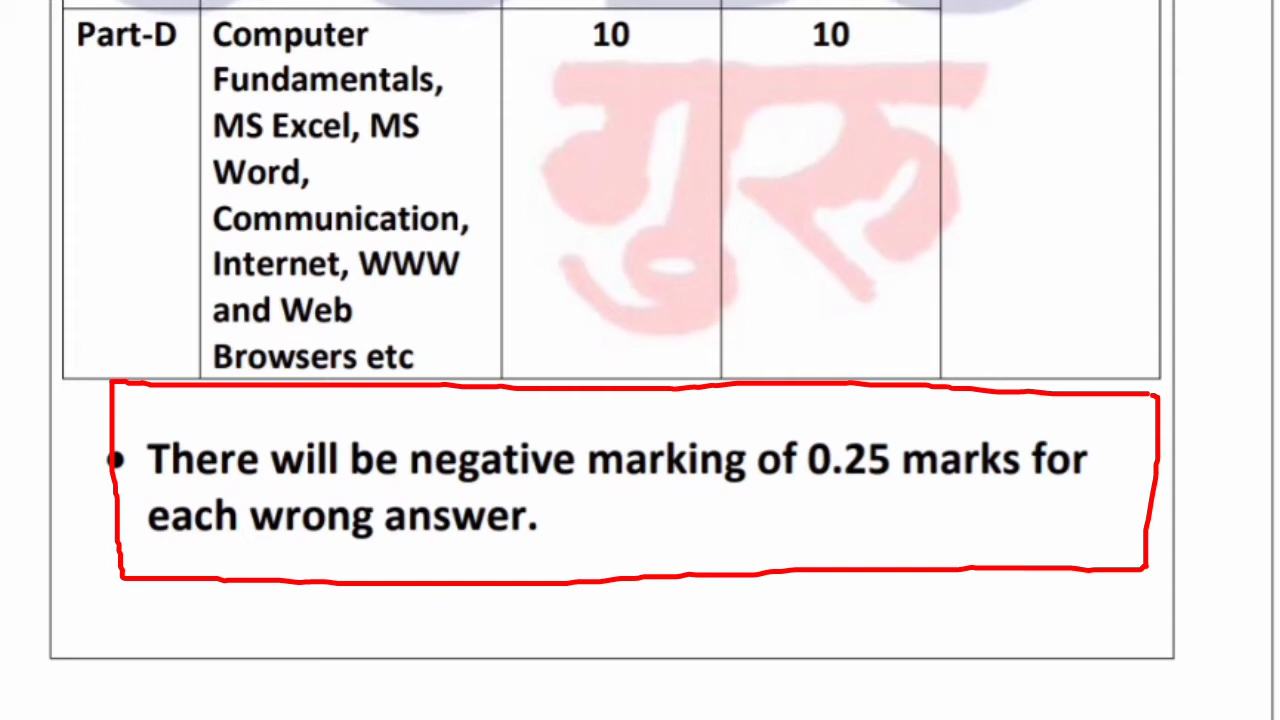 Part-D Computer 10 10
Fundamentals,
MS Excel, MS
Word,
Communication,
Internet, WWW
and Web
Browsers etc
गुरु
• There will be negative marking of 0.25 marks for
each wrong answer.